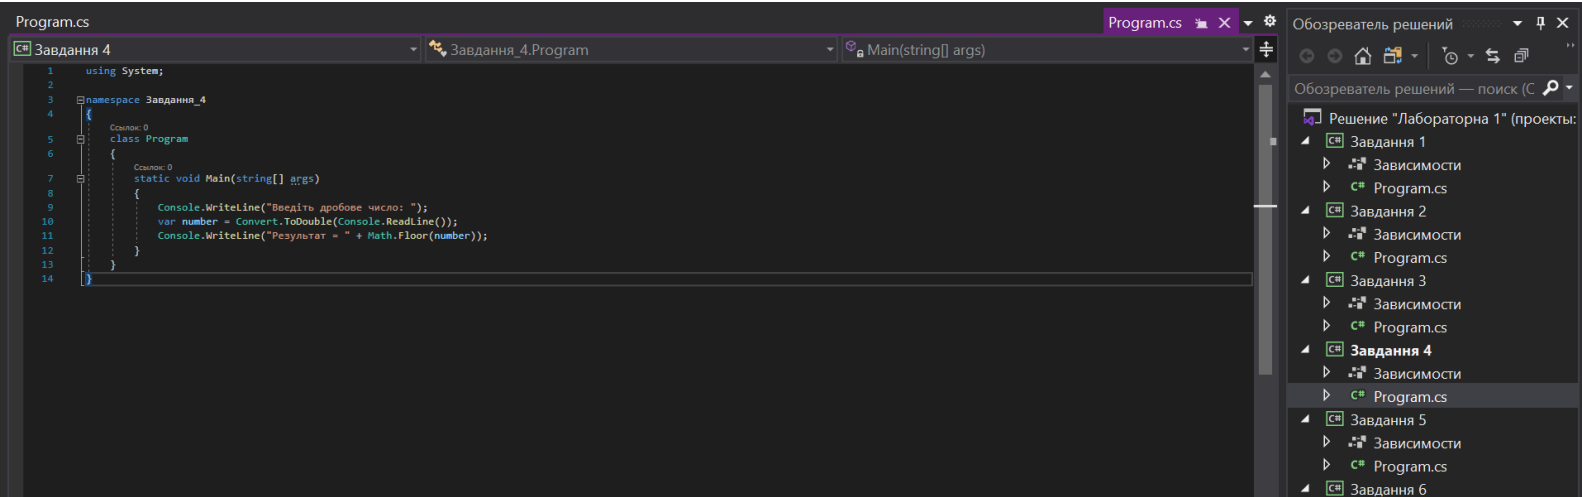 Program.cs
Program.cs
C# Завдання 4
Завдання_4.Program
Main(string[] args)
1 using System;
2
3 namespace Завдання_4
4 {
Ссылок: 0
5 class Program
6 {
Ссылок: 0
7 static void Main(string[] args)
8 {
9 Console.WriteLine("Введіть дробове число: ");
10 var number = Convert.ToDouble(Console.ReadLine());
11 Console.WriteLine("Результат = " + Math.Floor(number));
12 }
13 }
14 }
Обозреватель решений
Обозреватель решений — поиск (С
Решение "Лабораторна 1" (проекты:
C# Завдання 1
Зависимости
C# Program.cs
C# Завдання 2
Зависимости
C# Program.cs
C# Завдання 3
Зависимости
C# Program.cs
C# Завдання 4
Зависимости
C# Program.cs
C# Завдання 5
Зависимости
C# Program.cs
C# Завдання 6